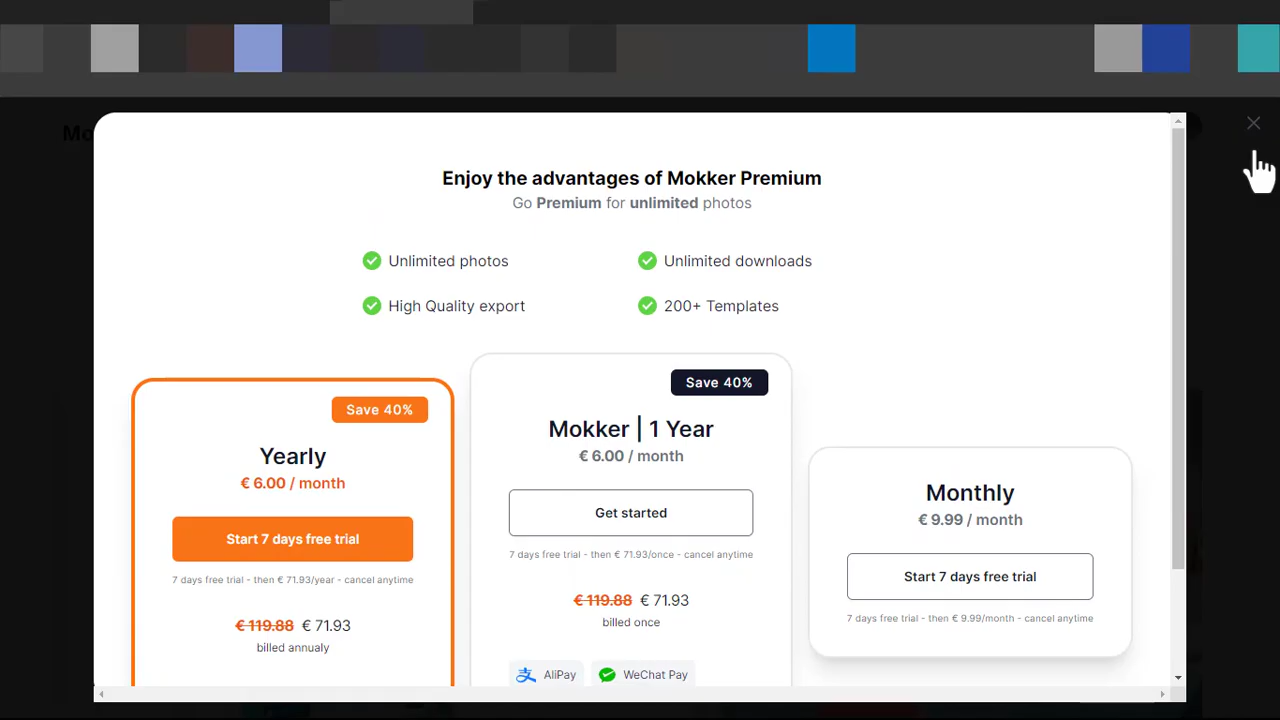 Mo
Enjoy the advantages of Mokker Premium
Go Premium for unlimited photos
Unlimited photos
Unlimited downloads
High Quality export
200+ Templates
Save 40%
Yearly
€ 6.00 / month
Start 7 days free trial
7 days free trial - then € 71.93/year - cancel anytime
€ 119.88 € 71.93
billed annualy
Save 40%
Mokker | 1 Year
€ 6.00 / month
Get started
7 days free trial - then € 71.93/once - cancel anytime
€ 119.88 € 71.93
billed once
AliPay
WeChat Pay
Monthly
€ 9.99 / month
Start 7 days free trial
7 days free trial - then € 9.99/month - cancel anytime